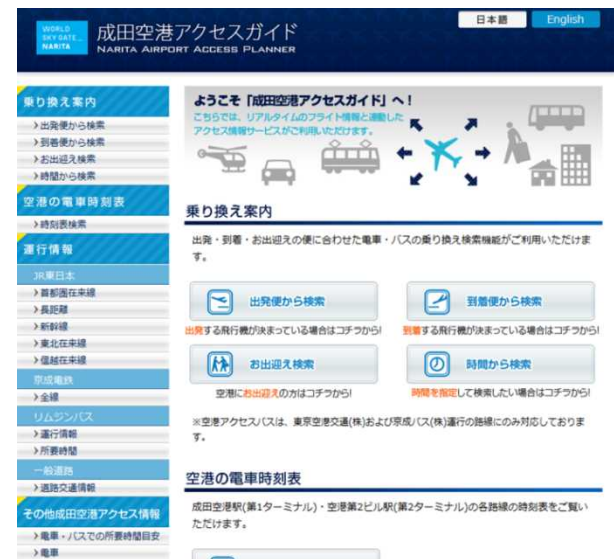 WORLD
SKY GATE_
NARITA
成田空港アクセスガイド
NARITA AIRPORT ACCESS PLANNER
日本語
English
乗り換え案内
出発便から検索
到着便から検索
お出迎え検索
時間から検索
空港の電車時刻表
時刻表検索
運行情報
JR東日本
首都圏在来線
長距離
新幹線
東北在来線
信越在来線
京成電鉄
全線
リムジンバス
運行情報
所要時間
一般道路
道路交通情報
その他成田空港アクセス情報
電車・バスでの所要時間目安
電車
ようこそ「成田空港アクセスガイド」へ!
こちらでは、リアルタイムのフライト情報と連動した
アクセス情報サービスがご利用いただけます。
乗り換え案内
出発・到着・お出迎えの便に合わせた電車・バスの乗り換え検索機能がご利用いただけま
す。
出発便から検索
到着便から検索
出発する飛行機が決まっている場合はコチラから!
到着する飛行機が決まっている場合はコチラから!
お出迎え検索
時間から検索
空港にお出迎えの方はコチラから!
時間を指定して検索したい場合はコチラから!
※空港アクセスバスは、東京空港交通(株)および京成バス(株)運行の路線にのみ対応しておりま
す。
空港の電車時刻表
成田空港駅(第1ターミナル)・空港第2ビル駅(第2ターミナル)の各路線の時刻表をご覧い
ただけます。